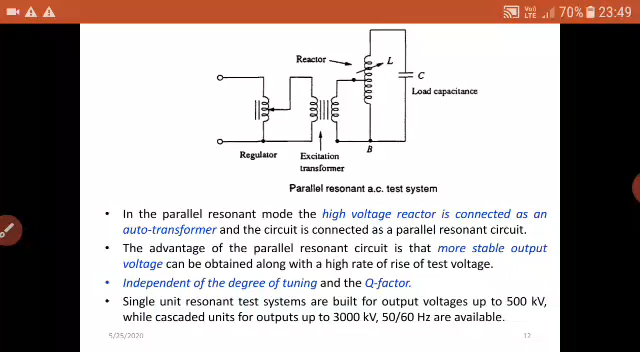 Vo)) LTE 70% 23:49
Reactor
L
C
Load capacitance
Regulator
Excitation
transformer
B
Parallel resonant a.c. test system
• In the parallel resonant mode the high voltage reactor is connected as an
auto-transformer and the circuit is connected as a parallel resonant circuit.
• The advantage of the parallel resonant circuit is that more stable output
voltage can be obtained along with a high rate of rise of test voltage.
• Independent of the degree of tuning and the Q-factor.
• Single unit resonant test systems are built for output voltages up to 500 kV,
while cascaded units for outputs up to 3000 kV, 50/60 Hz are available.
5/25/2020
12